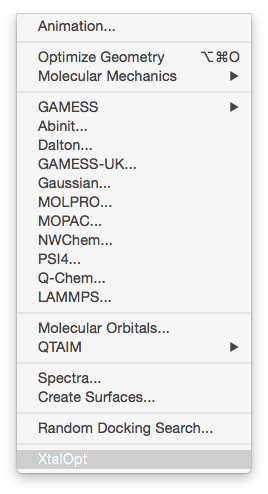 Animation...
Optimize Geometry ⌥⌘O
Molecular Mechanics ▶
GAMESS ▶
Abinit...
Dalton...
GAMESS-UK...
Gaussian...
MOLPRO...
MOPAC...
NWChem...
PSI4...
Q-Chem...
LAMMPS...
Molecular Orbitals...
QTAIM ▶
Spectra...
Create Surfaces...
Random Docking Search...
XtalOpt